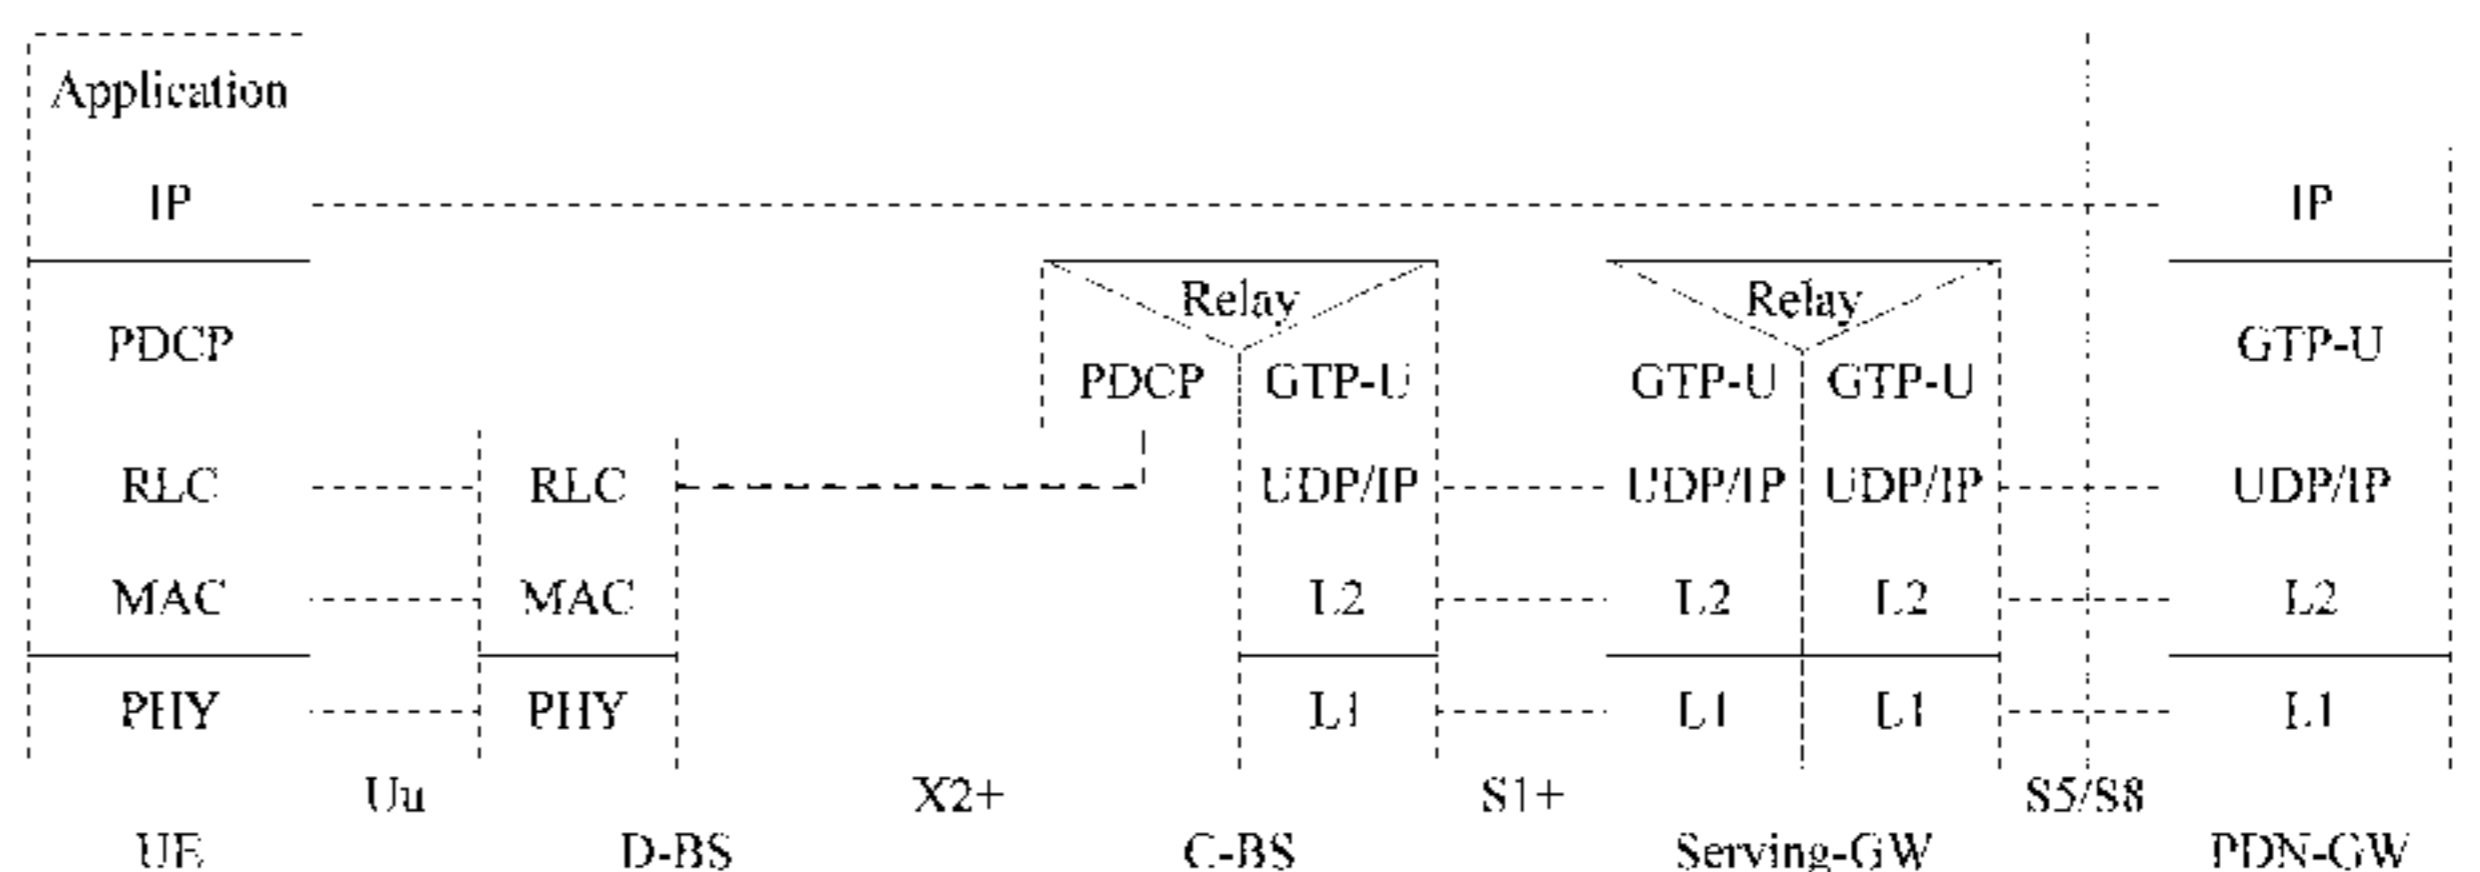 Application
IP IP
Relay Relay
PDCP GTP-U
PDCP GTP-U GTP-U GTP-U
RLC RLC UDP/IP UDP/IP UDP/IP UDP/IP
MAC MAC L2 L2 L2 L2
PHY PHY L1 L1 L1 L1
Uu X2+ S1+ S5/S8
UE D-BS C-BS Serving-GW PDN-GW